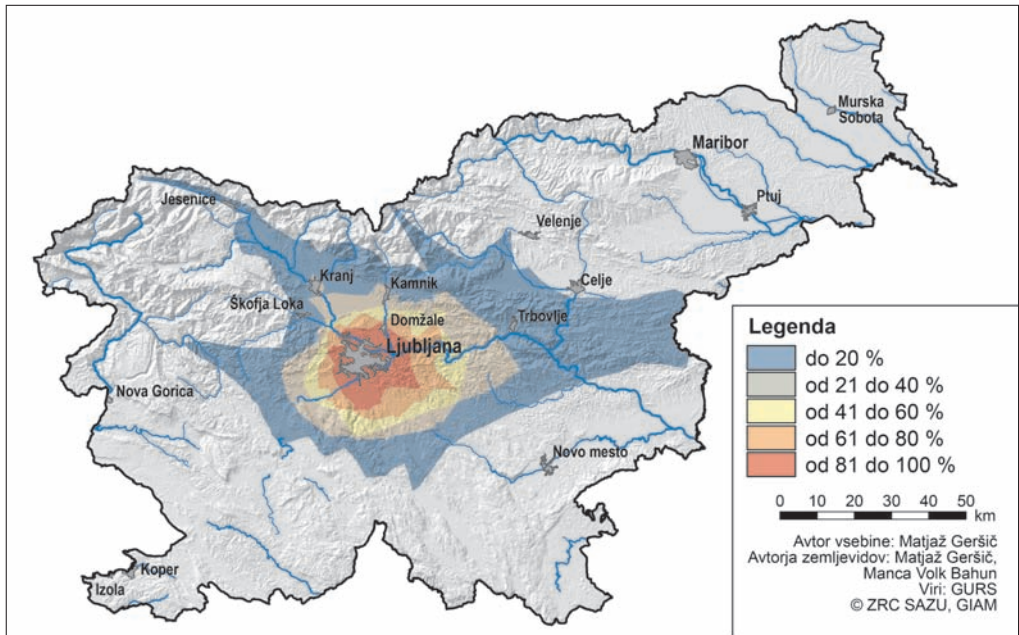 Murska
Sobota
Maribor
Ptuj
Jesenice
Velenje
Celje
Kranj
Kamnik
Škofja Loka
Trbovlje
Domžale
Ljubljana
Nova Gorica
Novo mesto
Koper
Izola
Legenda
do 20 %
od 21 do 40 %
od 41 do 60 %
od 61 do 80 %
od 81 do 100 %
0 10 20 30 40 50
km
Avtor vsebine: Matjaž Geršič
Avtorja zemljevidov: Matjaž Geršič,
Manca Volk Bahun
Viri: GURS
© ZRC SAZU, GIAM